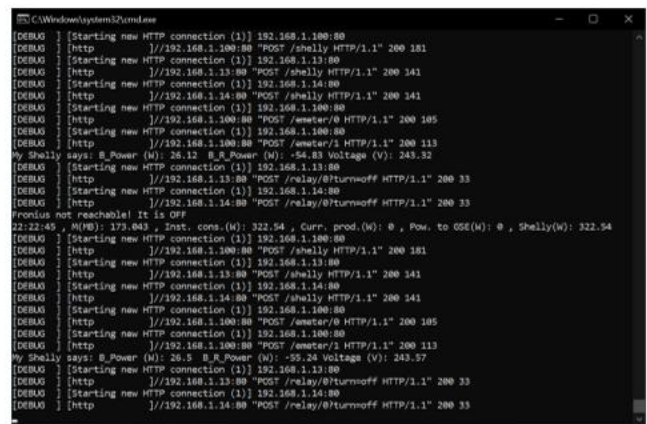 C:\Windows\system32\cmd.exe
[DEBUG ] [Starting new HTTP connection (1)] 192.168.1.100:80
[DEBUG ] [http ]//192.168.1.100:80 "POST /shelly HTTP/1.1" 200 181
[DEBUG ] [Starting new HTTP connection (1)] 192.168.1.13:80
[DEBUG ] [http ]//192.168.1.13:80 "POST /shelly HTTP/1.1" 200 141
[DEBUG ] [Starting new HTTP connection (1)] 192.168.1.14:80
[DEBUG ] [http ]//192.168.1.14:80 "POST /shelly HTTP/1.1" 200 141
[DEBUG ] [Starting new HTTP connection (1)] 192.168.1.100:80
[DEBUG ] [http ]//192.168.1.100:80 "POST /emeter/0 HTTP/1.1" 200 105
[DEBUG ] [Starting new HTTP connection (1)] 192.168.1.100:80
[DEBUG ] [http ]//192.168.1.100:80 "POST /emeter/1 HTTP/1.1" 200 113
My Shelly says: B_Power (W): 26.12 B_R_Power (W): -54.83 Voltage (V): 243.32
[DEBUG ] [Starting new HTTP connection (1)] 192.168.1.13:80
[DEBUG ] [http ]//192.168.1.13:80 "POST /relay/0?turn=off HTTP/1.1" 200 33
[DEBUG ] [Starting new HTTP connection (1)] 192.168.1.14:80
[DEBUG ] [http ]//192.168.1.14:80 "POST /relay/0?turn=off HTTP/1.1" 200 33
Fronius not reachable! It is OFF
22:22:45 , M(MB): 173.043 , Inst. cons.(W): 322.54 , Curr. prod.(W): 0 , Pow. to GSE(W): 0 , Shelly(W): 322.54
[DEBUG ] [Starting new HTTP connection (1)] 192.168.1.100:80
[DEBUG ] [http ]//192.168.1.100:80 "POST /shelly HTTP/1.1" 200 181
[DEBUG ] [Starting new HTTP connection (1)] 192.168.1.13:80
[DEBUG ] [http ]//192.168.1.13:80 "POST /shelly HTTP/1.1" 200 141
[DEBUG ] [Starting new HTTP connection (1)] 192.168.1.14:80
[DEBUG ] [http ]//192.168.1.14:80 "POST /shelly HTTP/1.1" 200 141
[DEBUG ] [Starting new HTTP connection (1)] 192.168.1.100:80
[DEBUG ] [http ]//192.168.1.100:80 "POST /emeter/0 HTTP/1.1" 200 105
[DEBUG ] [Starting new HTTP connection (1)] 192.168.1.100:80
[DEBUG ] [http ]//192.168.1.100:80 "POST /emeter/1 HTTP/1.1" 200 113
My Shelly says: B_Power (W): 26.5 B_R_Power (W): -55.24 Voltage (V): 243.57
[DEBUG ] [Starting new HTTP connection (1)] 192.168.1.13:80
[DEBUG ] [http ]//192.168.1.13:80 "POST /relay/0?turn=off HTTP/1.1" 200 33
[DEBUG ] [Starting new HTTP connection (1)] 192.168.1.14:80
[DEBUG ] [http ]//192.168.1.14:80 "POST /relay/0?turn=off HTTP/1.1" 200 33